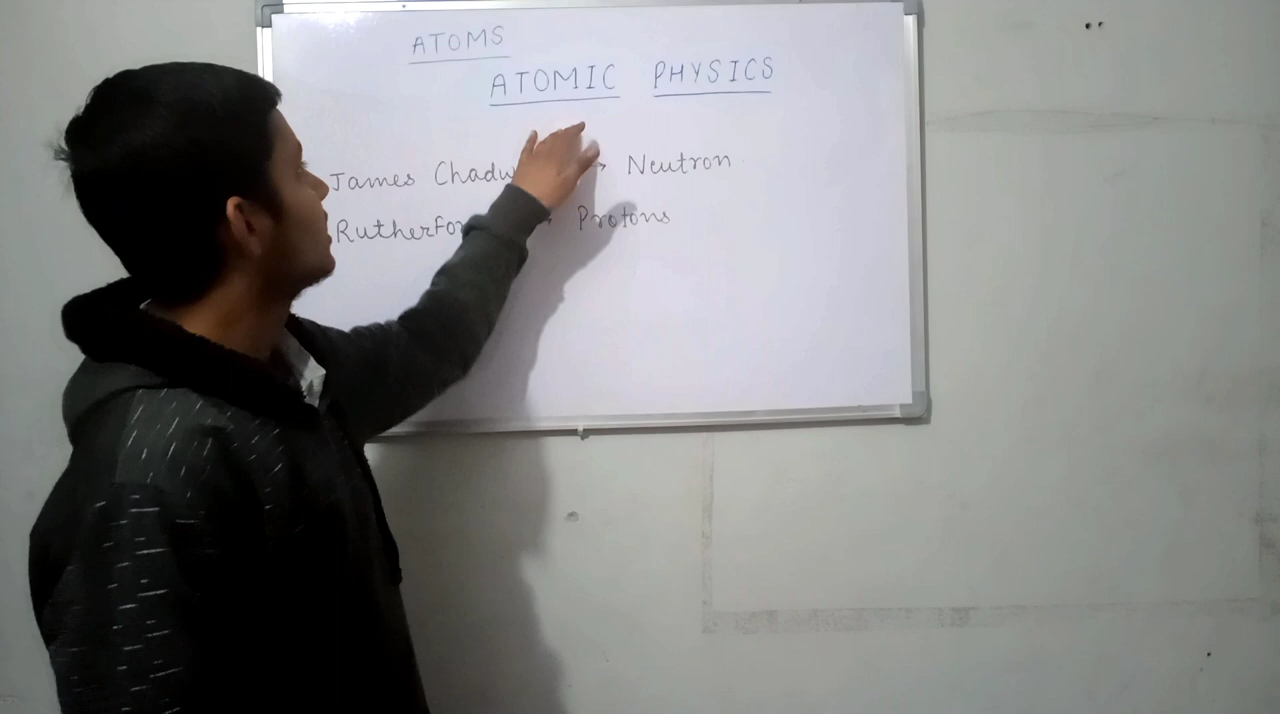 ATOMS
ATOMIC PHYSICS
James Chadw → Neutron
Rutherfor → Protons